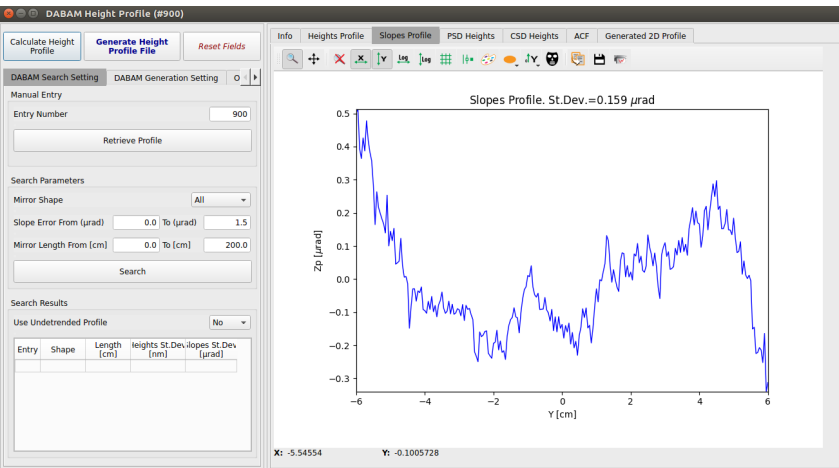 DABAM Height Profile (#900)
Calculate Height Profile
Generate Height Profile File
Reset Fields
DABAM Search Setting
DABAM Generation Setting
O
Manual Entry
Entry Number 900
Retrieve Profile
Search Parameters
Mirror Shape All
Slope Error From (μrad) 0.0 To (μrad) 1.5
Mirror Length From [cm] 0.0 To [cm] 200.0
Search
Search Results
Use Undetrended Profile No
Entry Shape Length [cm] Heights St.Dev. [nm] Slopes St.Dev. [μrad]
Info Heights Profile Slopes Profile PSD Heights CSD Heights ACF Generated 2D Profile
X Y Log Log Y
Slopes Profile. St.Dev.=0.159 μrad
0.5
0.4
0.3
0.2
0.1
0.0
−0.1
−0.2
−0.3
Zp [μrad]
−6 −4 −2 0 2 4 6
Y [cm]
X: -5.54554 Y: -0.1005728